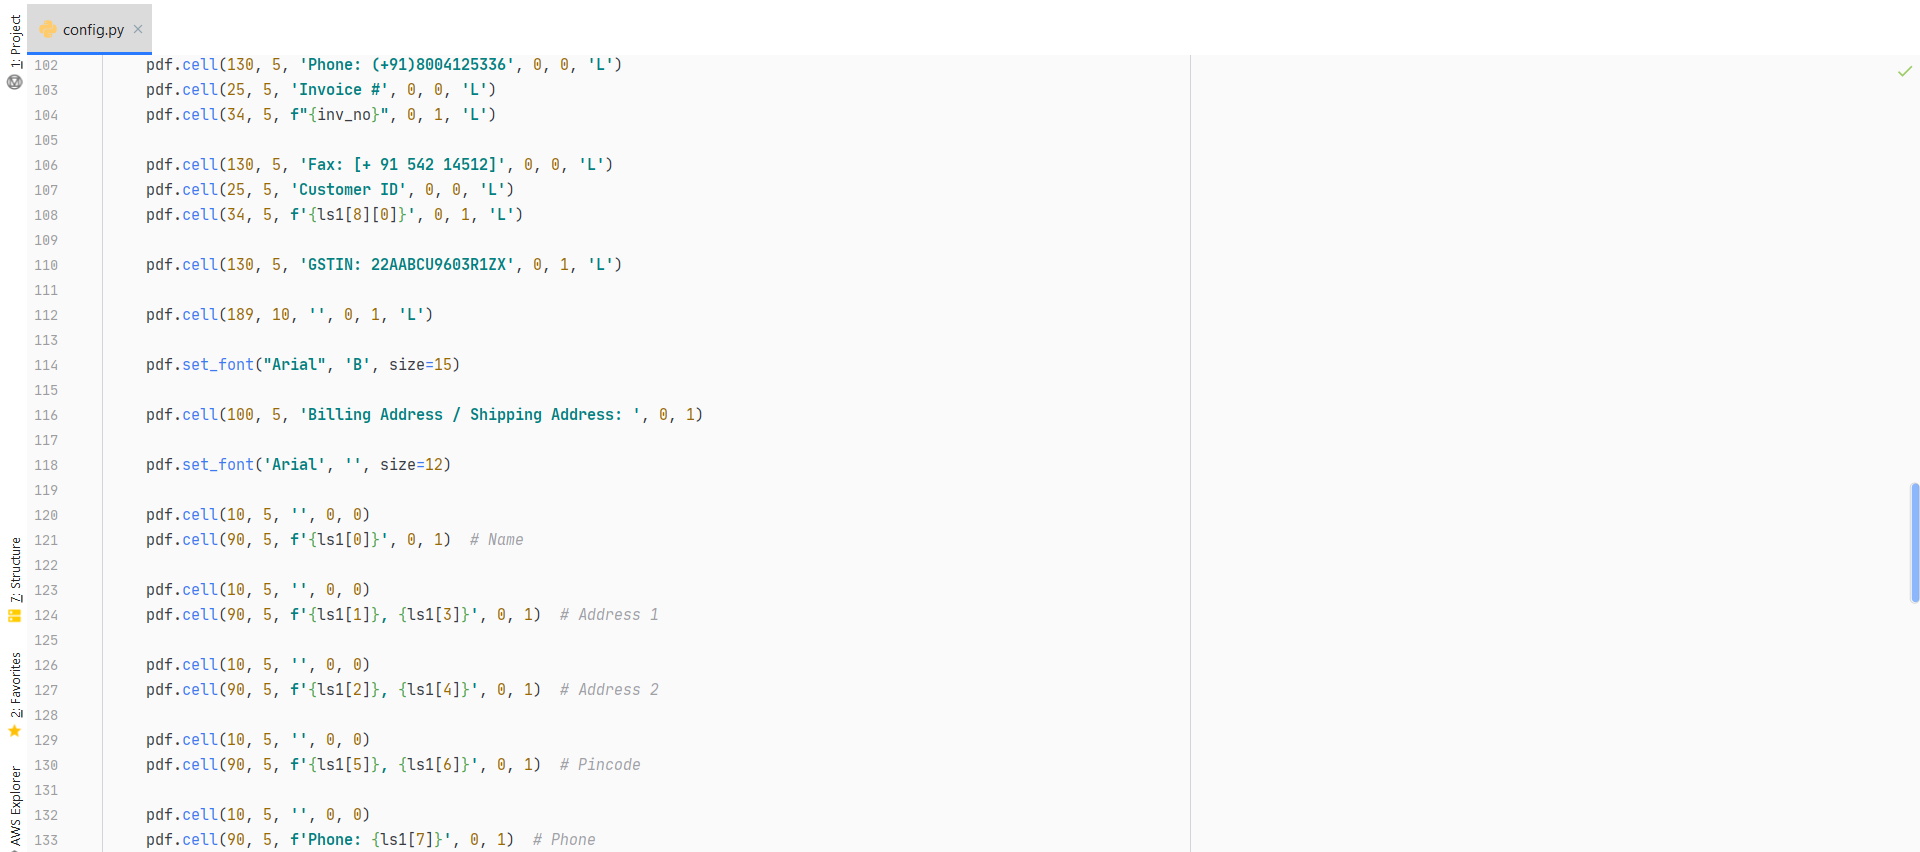 config.py
1: Project
7: Structure
2: Favorites
AWS Explorer
102 pdf.cell(130, 5, 'Phone: (+91)8004125336', 0, 0, 'L')
103 pdf.cell(25, 5, 'Invoice #', 0, 0, 'L')
104 pdf.cell(34, 5, f"{inv_no}", 0, 1, 'L')
105
106 pdf.cell(130, 5, 'Fax: [+ 91 542 14512]', 0, 0, 'L')
107 pdf.cell(25, 5, 'Customer ID', 0, 0, 'L')
108 pdf.cell(34, 5, f'{ls1[8][0]}', 0, 1, 'L')
109
110 pdf.cell(130, 5, 'GSTIN: 22AABCU9603R1ZX', 0, 1, 'L')
111
112 pdf.cell(189, 10, '', 0, 1, 'L')
113
114 pdf.set_font("Arial", 'B', size=15)
115
116 pdf.cell(100, 5, 'Billing Address / Shipping Address: ', 0, 1)
117
118 pdf.set_font('Arial', '', size=12)
119
120 pdf.cell(10, 5, '', 0, 0)
121 pdf.cell(90, 5, f'{ls1[0]}', 0, 1)  # Name
122
123 pdf.cell(10, 5, '', 0, 0)
124 pdf.cell(90, 5, f'{ls1[1]}, {ls1[3]}', 0, 1)  # Address 1
125
126 pdf.cell(10, 5, '', 0, 0)
127 pdf.cell(90, 5, f'{ls1[2]}, {ls1[4]}', 0, 1)  # Address 2
128
129 pdf.cell(10, 5, '', 0, 0)
130 pdf.cell(90, 5, f'{ls1[5]}, {ls1[6]}', 0, 1)  # Pincode
131
132 pdf.cell(10, 5, '', 0, 0)
133 pdf.cell(90, 5, f'Phone: {ls1[7]}', 0, 1)  # Phone